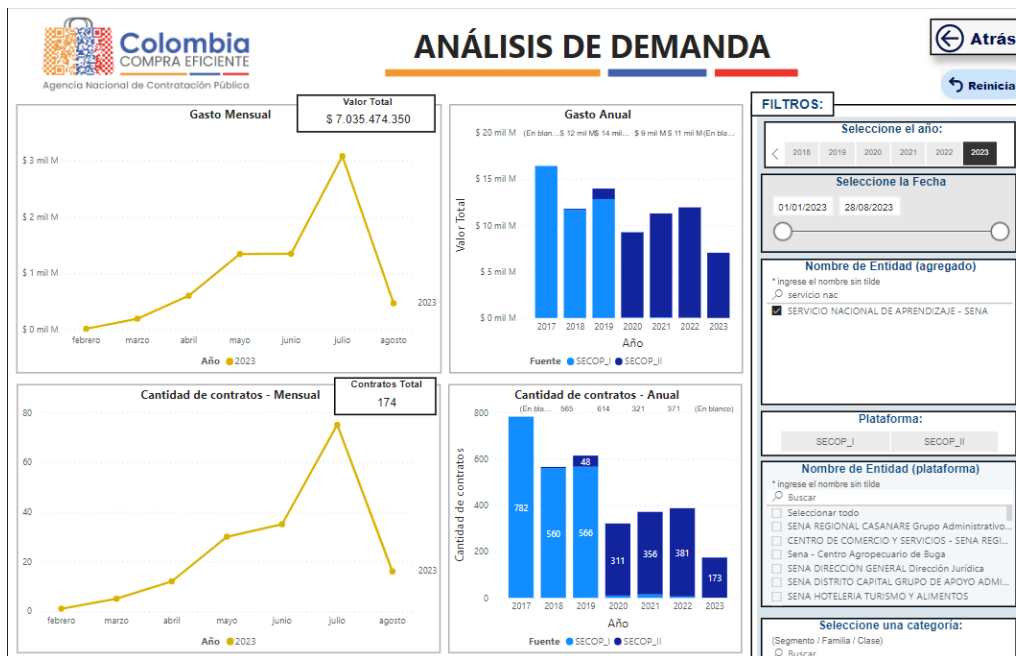 Colombia
COMPRA EFICIENTE
Agencia Nacional de Contratación Pública
ANÁLISIS DE DEMANDA
Atrás
Reinicia
Gasto Mensual
Valor Total
$ 7.035.474.350
$ 3 mil M
$ 2 mil M
$ 1 mil M
$ 0 mil M
2023
febrero marzo abril mayo junio julio agosto
Año 2023
Gasto Anual
$ 20 mil M (En blan... $ 12 mil M $ 14 mil... $ 9 mil M $ 11 mil M (En bla...
$ 15 mil M
$ 10 mil M
$ 5 mil M
$ 0 mil M
Valor Total
2017 2018 2019 2020 2021 2022 2023
Año
Fuente SECOP_I SECOP_II
Cantidad de contratos - Mensual
Contratos Total
174
80
60
40
20
0
2023
febrero marzo abril mayo junio julio agosto
Año 2023
Cantidad de contratos - Anual
800 (En bla... 565 614 321 371 (En blanco)
600
400
200
0
Cantidad de contratos
782 560 566 48 311 356 381 173
2017 2018 2019 2020 2021 2022 2023
Año
Fuente SECOP_I SECOP_II
FILTROS:
Seleccione el año:
2018 2019 2020 2021 2022 2023
Seleccione la Fecha
01/01/2023 28/08/2023
Nombre de Entidad (agregado)
* ingrese el nombre sin tilde
servicio nac
SERVICIO NACIONAL DE APRENDIZAJE - SENA
Plataforma:
SECOP_I SECOP_II
Nombre de Entidad (plataforma)
* ingrese el nombre sin tilde
Buscar
Seleccionar todo
SENA REGIONAL CASANARE Grupo Administrativo...
CENTRO DE COMERCIO Y SERVICIOS - SENA REGI...
Sena - Centro Agropecuario de Buga
SENA DIRECCION GENERAL Dirección Jurídica
SENA DISTRITO CAPITAL GRUPO DE APOYO ADMI...
SENA HOTELERIA TURISMO Y ALIMENTOS
Seleccione una categoría:
(Segmento / Familia / Clase)
Buscar